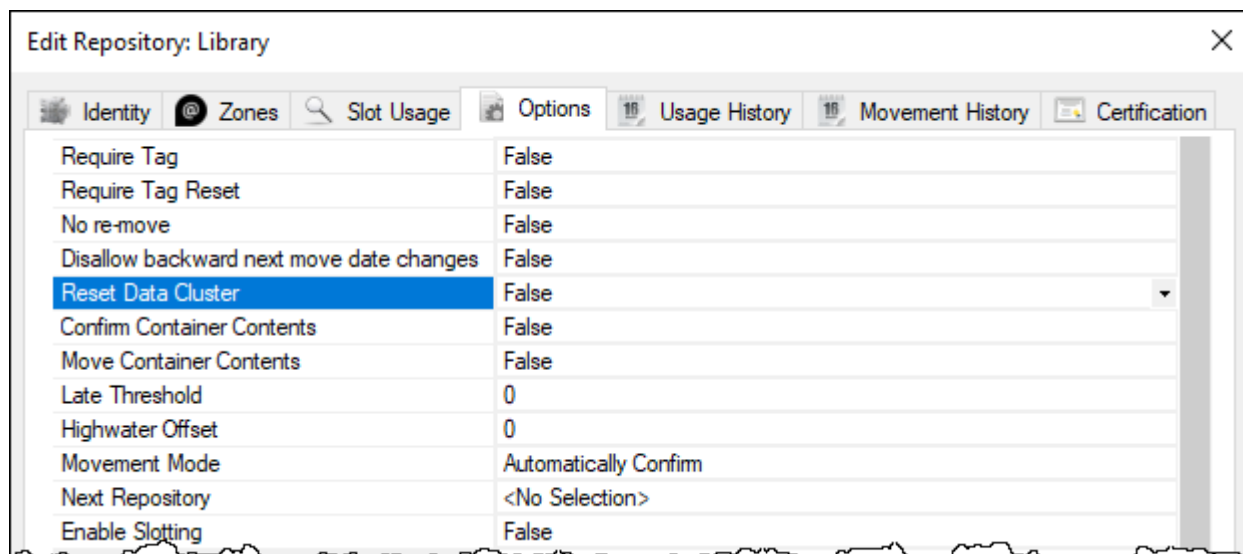 Edit Repository: Library
Identity Zones Slot Usage Options Usage History Movement History Certification
Require Tag False
Require Tag Reset False
No re-move False
Disallow backward next move date changes False
Reset Data Cluster False
Confirm Container Contents False
Move Container Contents False
Late Threshold 0
Highwater Offset 0
Movement Mode Automatically Confirm
Next Repository <No Selection>
Enable Slotting False